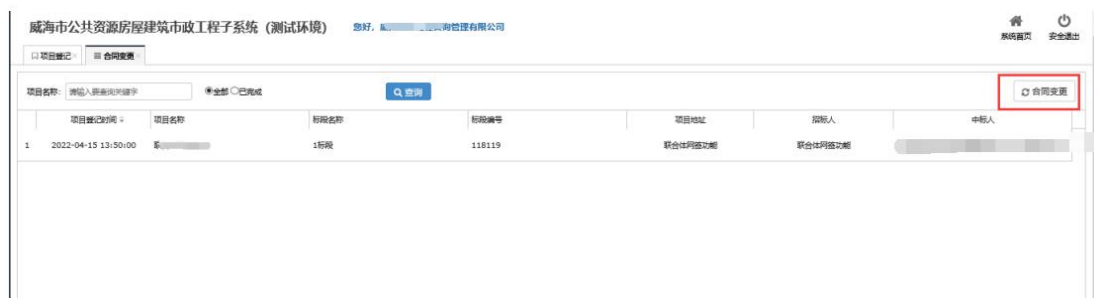 威海市公共资源房屋建筑市政工程子系统（测试环境） 您好, 询管理有限公司 系统首页 安全退出
项目登记 合同变更
项目名称: 请输入要查询关键字 全部 已完成 查询 合同变更
项目登记时间 项目名称 标段名称 标段编号 项目地址 招标人 中标人
1 2022-04-15 13:50:00 1标段 118119 联合体网签功能 联合体网签功能